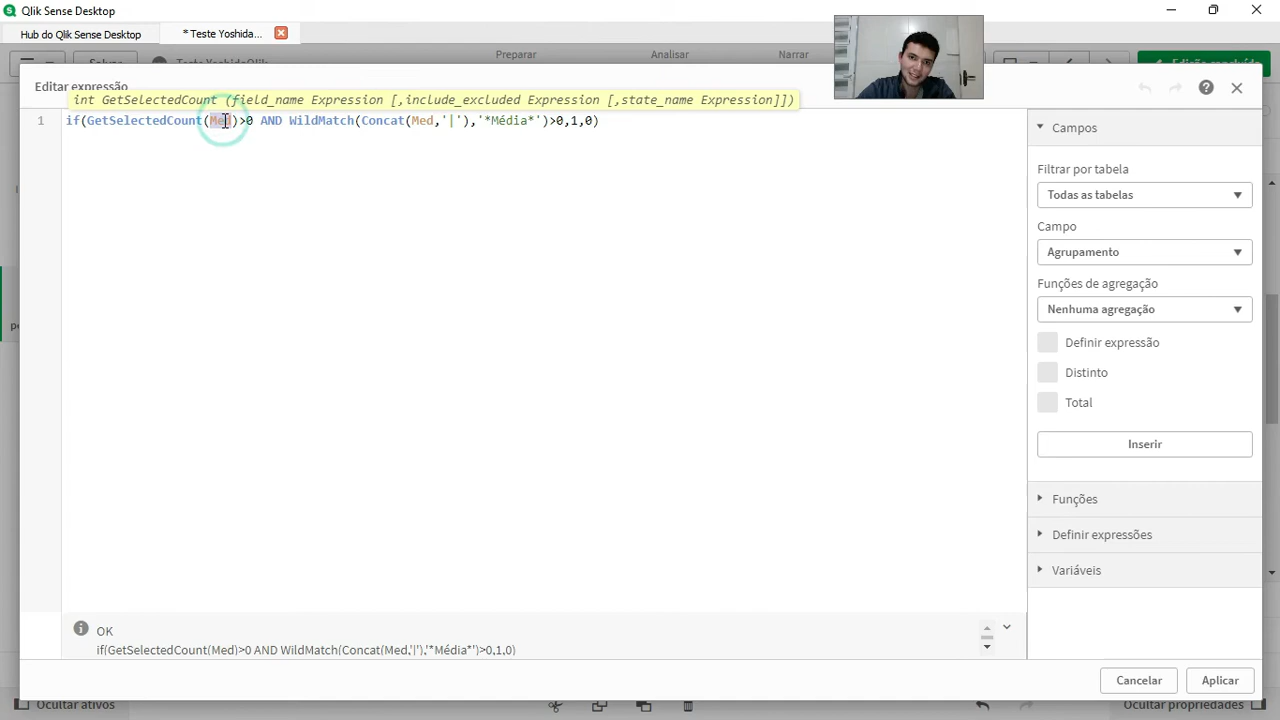 Qlik Sense Desktop
Hub do Qlik Sense Desktop
* Teste Yoshida...
Preparar
Analisar
Narrar
Editar expressão
int GetSelectedCount (field_name Expression [,include_excluded Expression [,state_name Expression]])
1 if(GetSelectedCount(Med)>0 AND WildMatch(Concat(Med,'|'),'*Média*')>0,1,0)
Campos
Filtrar por tabela
Todas as tabelas
Campo
Agrupamento
Funções de agregação
Nenhuma agregação
Definir expressão
Distinto
Total
Inserir
Funções
Definir expressões
Variáveis
OK
if(GetSelectedCount(Med)>0 AND WildMatch(Concat(Med,'|'),'*Média*')>0,1,0)
Cancelar
Aplicar
Ocultar ativos
Ocultar propriedades